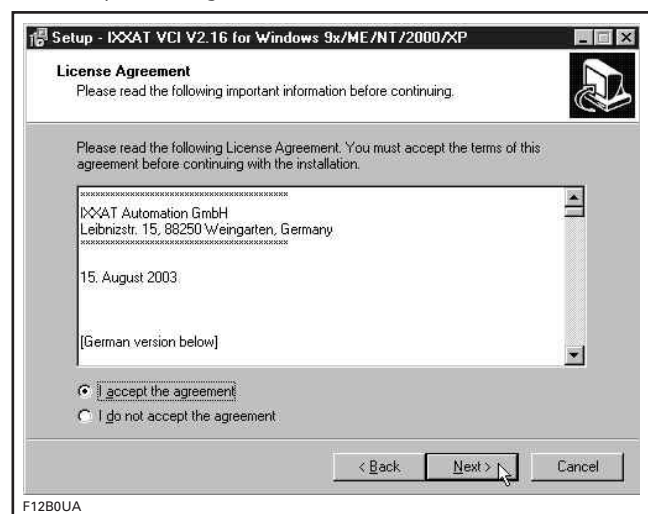 Setup - IXXAT VCI V2.16 for Windows 9x/ME/NT/2000/XP
License Agreement
Please read the following important information before continuing.
Please read the following License Agreement. You must accept the terms of this
agreement before continuing with the installation.
IXXAT Automation GmbH
Leibnizstr. 15, 88250 Weingarten, Germany
15. August 2003
[German version below]
I accept the agreement
I do not accept the agreement
< Back
Next >
Cancel
F12B0UA